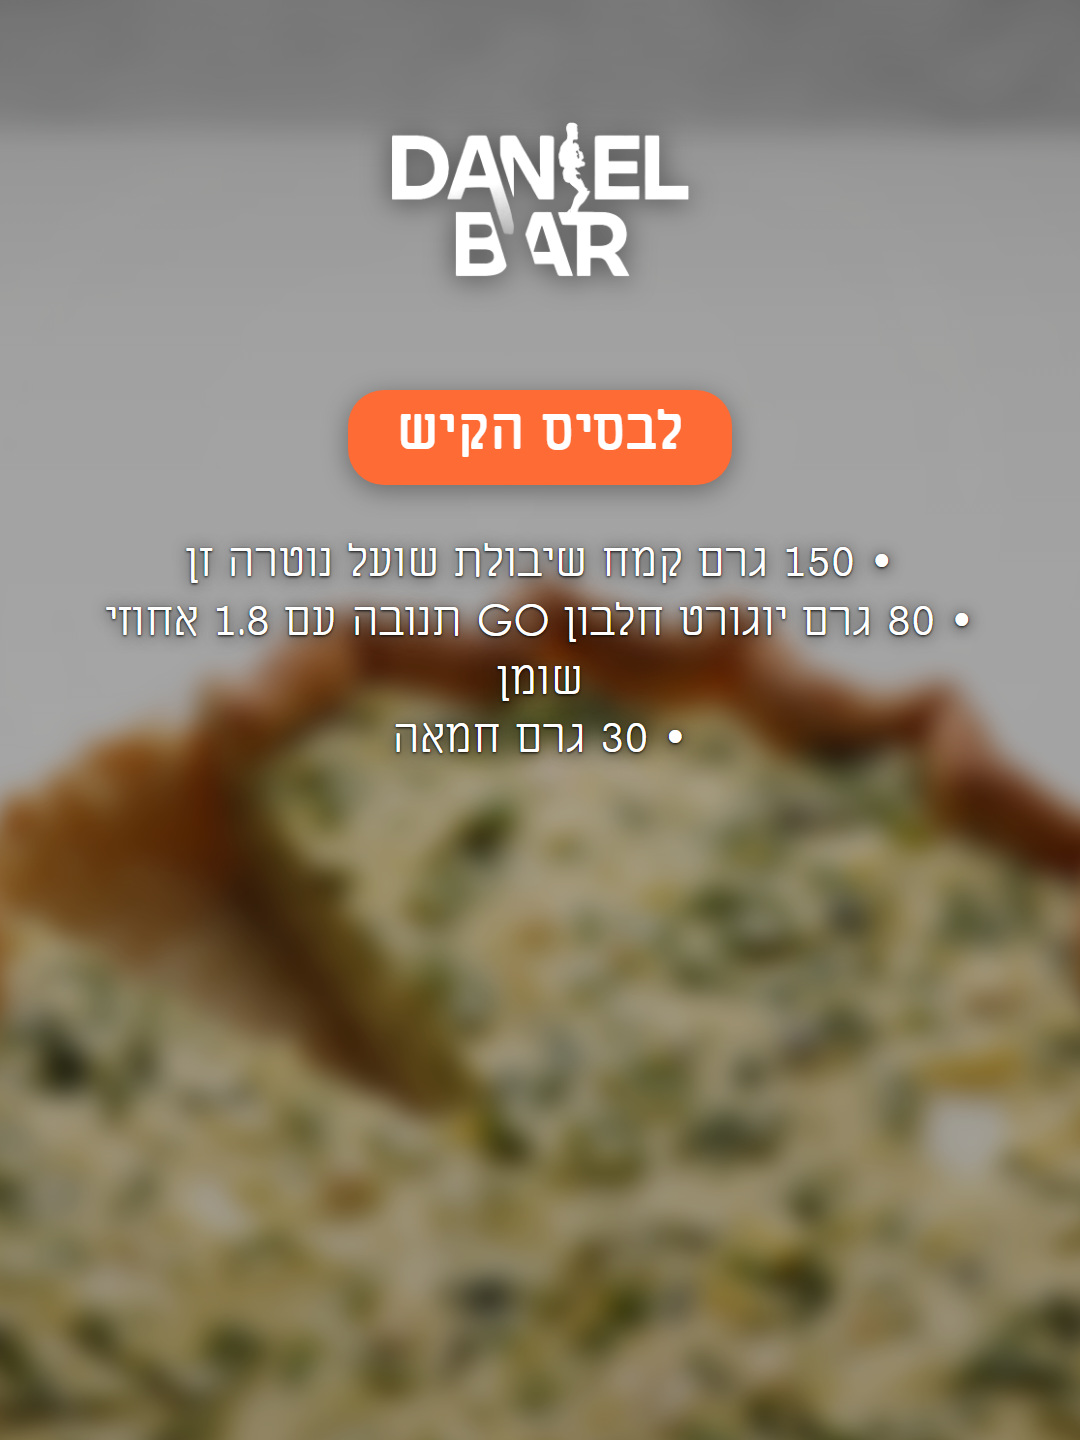 DANIEL
BAR
לבסיס הקיש
• 150 גרם קמח שיבולת שועל נוטרה זן
• 80 גרם יוגורט חלבון GO תנובה עם 1.8 אחוזי
שומן
• 30 גרם חמאה